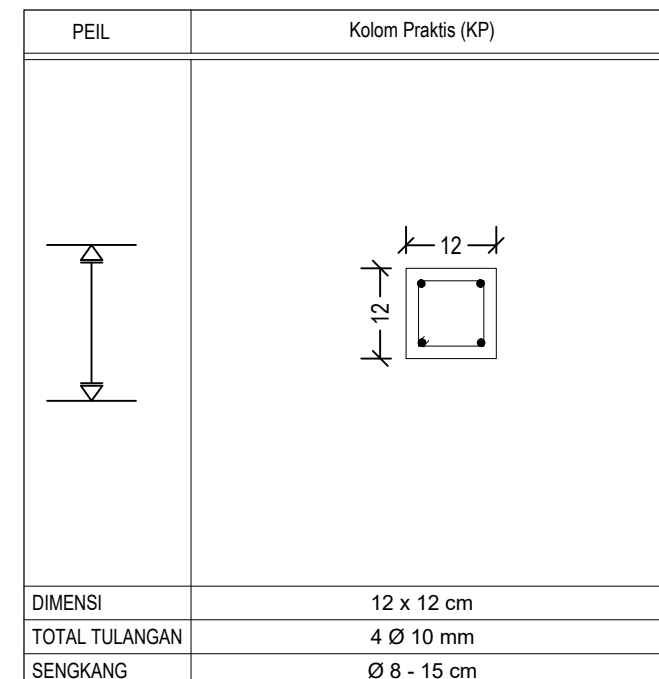 PEIL Kolom Praktis (KP)
12
12
DIMENSI 12 x 12 cm
TOTAL TULANGAN 4 Ø 10 mm
SENGKANG Ø 8 - 15 cm